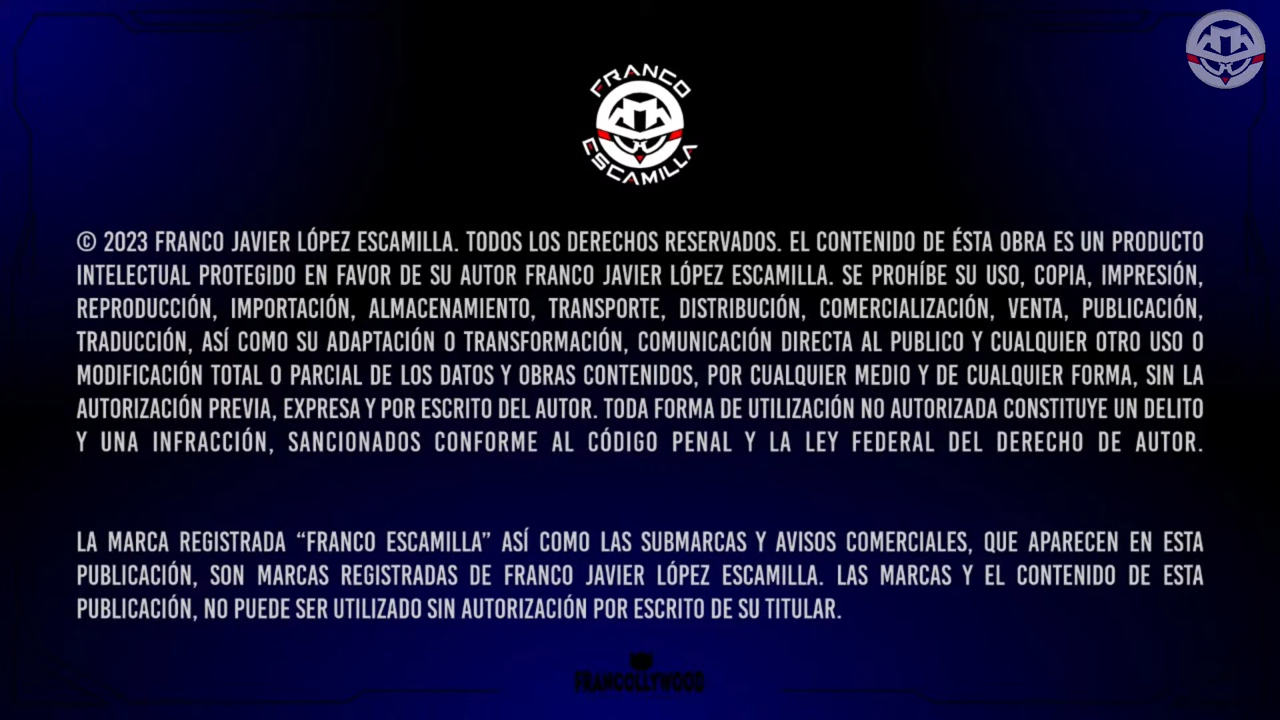 FRANCO
ESCAMILLA
© 2023 FRANCO JAVIER LÓPEZ ESCAMILLA. TODOS LOS DERECHOS RESERVADOS. EL CONTENIDO DE ÉSTA OBRA ES UN PRODUCTO
INTELECTUAL PROTEGIDO EN FAVOR DE SU AUTOR FRANCO JAVIER LÓPEZ ESCAMILLA. SE PROHÍBE SU USO, COPIA, IMPRESIÓN,
REPRODUCCIÓN, IMPORTACIÓN, ALMACENAMIENTO, TRANSPORTE, DISTRIBUCIÓN, COMERCIALIZACIÓN, VENTA, PUBLICACIÓN,
TRADUCCIÓN, ASÍ COMO SU ADAPTACIÓN O TRANSFORMACIÓN, COMUNICACIÓN DIRECTA AL PUBLICO Y CUALQUIER OTRO USO O
MODIFICACIÓN TOTAL O PARCIAL DE LOS DATOS Y OBRAS CONTENIDOS, POR CUALQUIER MEDIO Y DE CUALQUIER FORMA, SIN LA
AUTORIZACIÓN PREVIA, EXPRESA Y POR ESCRITO DEL AUTOR. TODA FORMA DE UTILIZACIÓN NO AUTORIZADA CONSTITUYE UN DELITO
Y UNA INFRACCIÓN, SANCIONADOS CONFORME AL CÓDIGO PENAL Y LA LEY FEDERAL DEL DERECHO DE AUTOR.
LA MARCA REGISTRADA “FRANCO ESCAMILLA” ASÍ COMO LAS SUBMARCAS Y AVISOS COMERCIALES, QUE APARECEN EN ESTA
PUBLICACIÓN, SON MARCAS REGISTRADAS DE FRANCO JAVIER LÓPEZ ESCAMILLA. LAS MARCAS Y EL CONTENIDO DE ESTA
PUBLICACIÓN, NO PUEDE SER UTILIZADO SIN AUTORIZACIÓN POR ESCRITO DE SU TITULAR.
FRANCOLLYWOOD